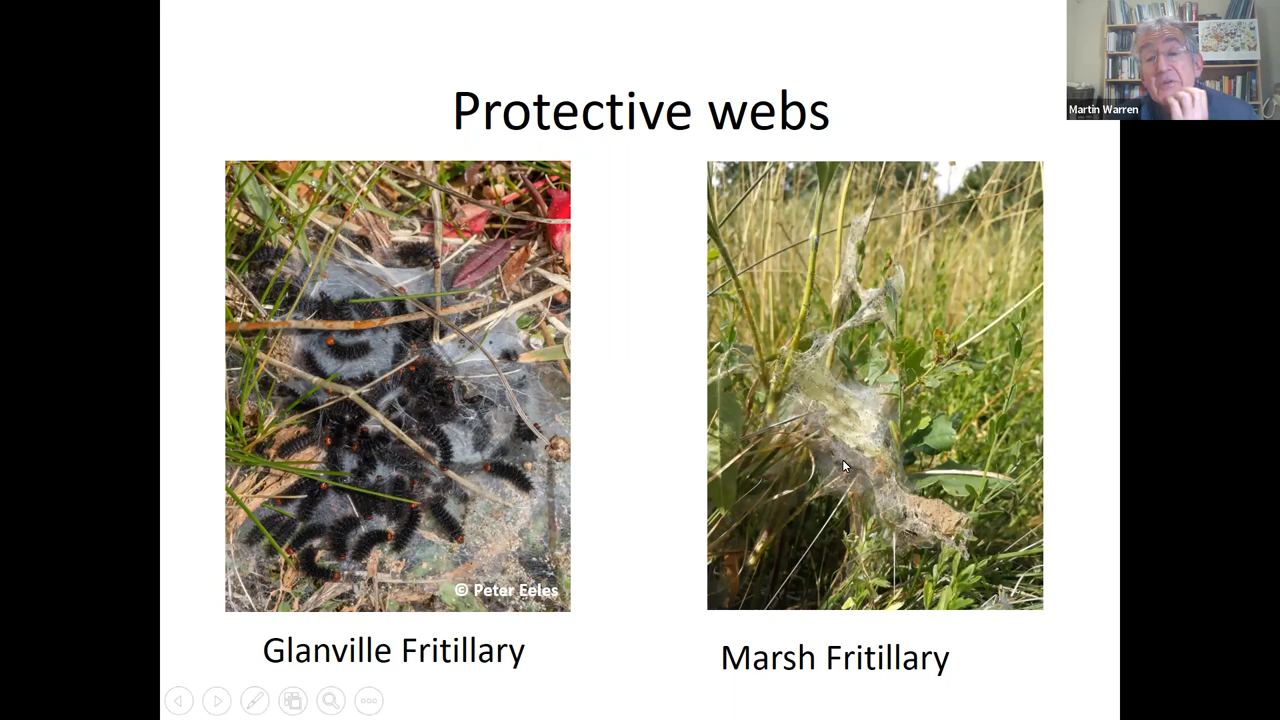 Protective webs
Martin Warren
© Peter Eeles
Glanville Fritillary
Marsh Fritillary